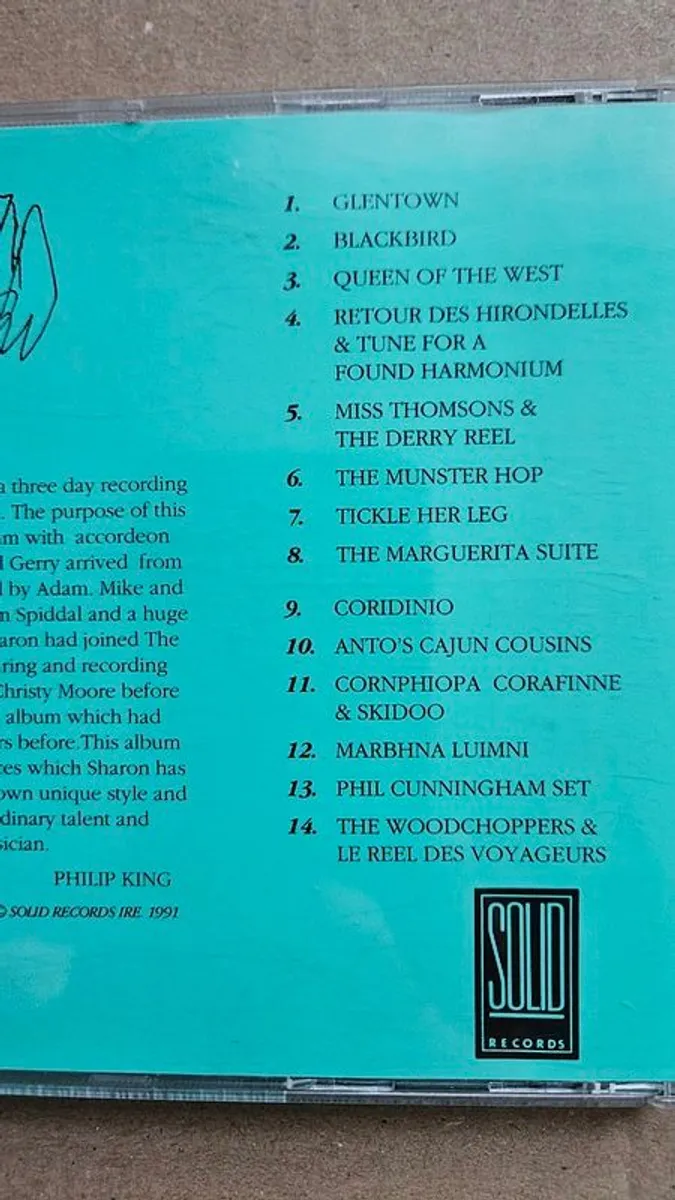 a three day recording
. The purpose of this
m with accordeon
Gerry arrived from
by Adam. Mike and
Spiddal and a huge
aron had joined The
ring and recording
Christy Moore before
album which had
rs before.This album
ces which Sharon has
own unique style and
dinary talent and
sician.
PHILIP KING
© SOLID RECORDS IRE 1991
1. GLENTOWN
2. BLACKBIRD
3. QUEEN OF THE WEST
4. RETOUR DES HIRONDELLES
& TUNE FOR A
FOUND HARMONIUM
5. MISS THOMSONS &
THE DERRY REEL
6. THE MUNSTER HOP
7. TICKLE HER LEG
8. THE MARGUERITA SUITE
9. CORIDINIO
10. ANTO'S CAJUN COUSINS
11. CORNPHIOPA CORAFINNE
& SKIDOO
12. MARBHNA LUIMNI
13. PHIL CUNNINGHAM SET
14. THE WOODCHOPPERS &
LE REEL DES VOYAGEURS
SOLID
RECORDS